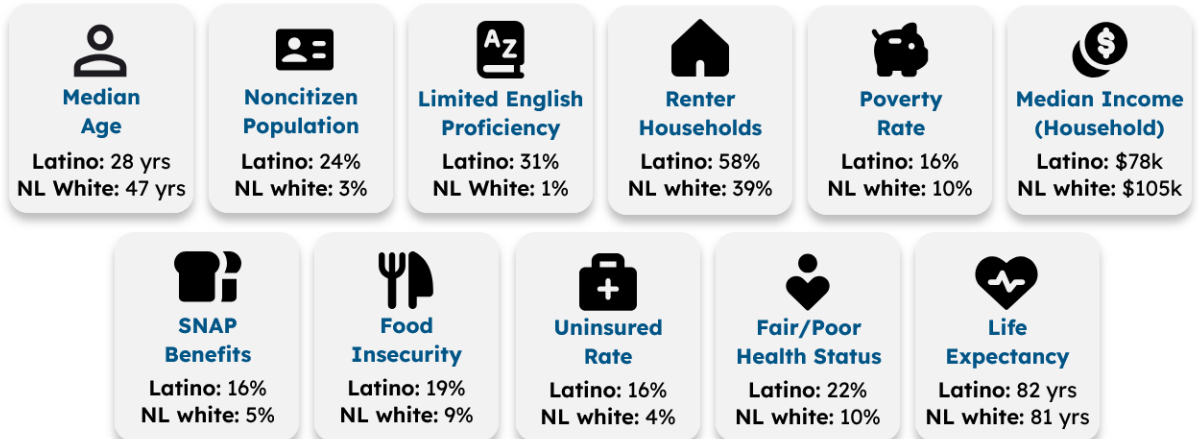 AZ
$
Median
Age
Latino: 28 yrs
NL White: 47 yrs
Noncitizen
Population
Latino: 24%
NL white: 3%
Limited English
Proficiency
Latino: 31%
NL White: 1%
Renter
Households
Latino: 58%
NL white: 39%
Poverty
Rate
Latino: 16%
NL white: 10%
Median Income
(Household)
Latino: $78k
NL white: $105k
SNAP
Benefits
Latino: 16%
NL white: 5%
Food
Insecurity
Latino: 19%
NL white: 9%
Uninsured
Rate
Latino: 16%
NL white: 4%
Fair/Poor
Health Status
Latino: 22%
NL white: 10%
Life
Expectancy
Latino: 82 yrs
NL white: 81 yrs